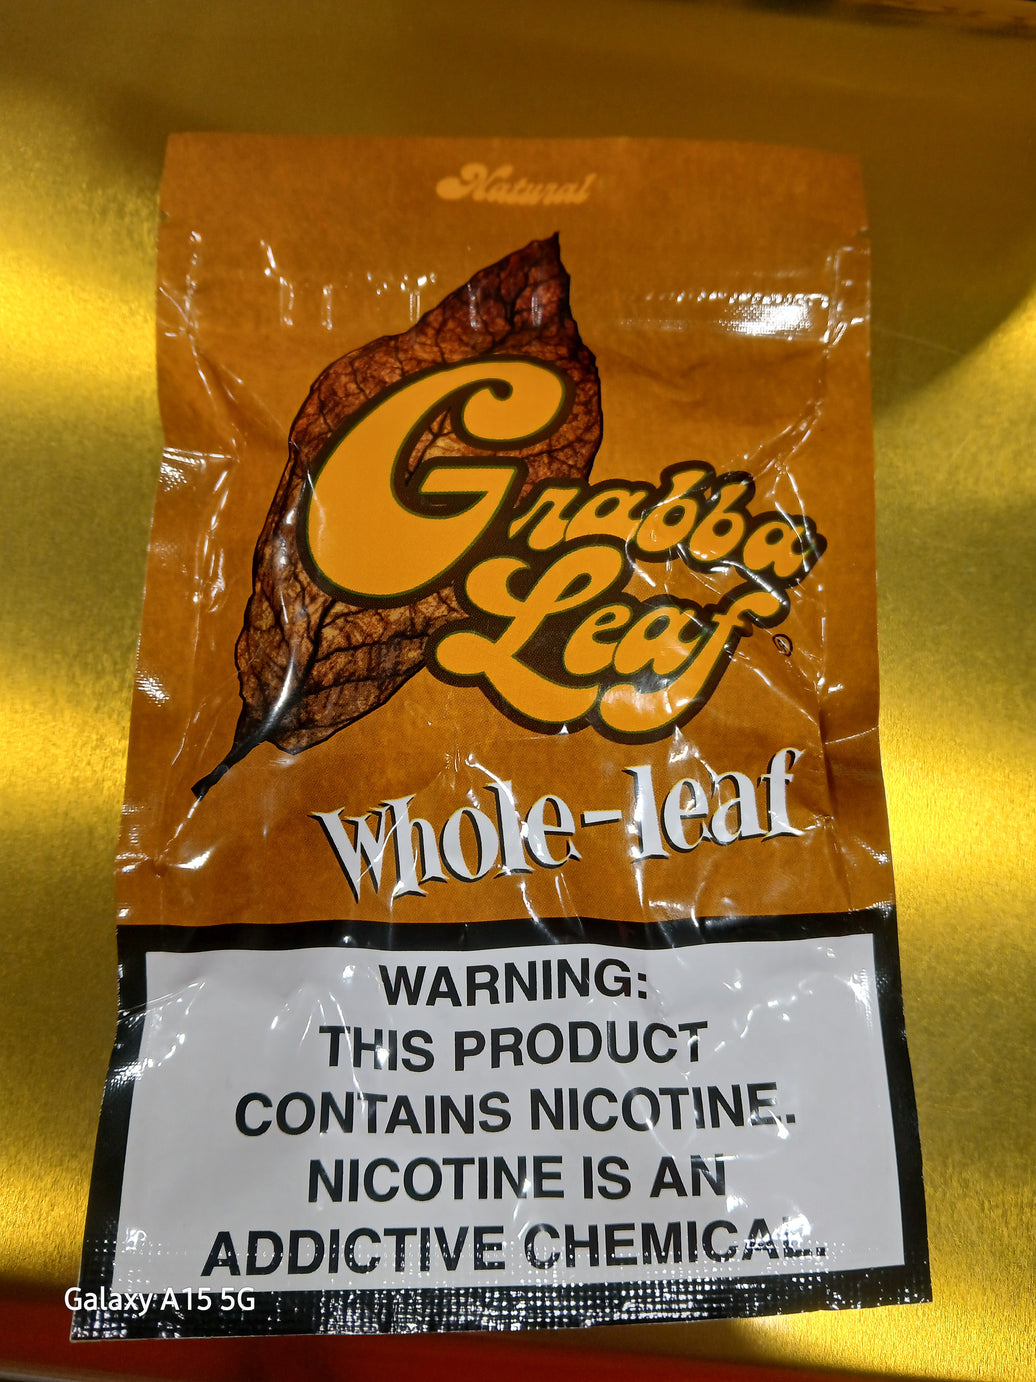 Natural
Grabba
Leaf
®
Whole-leaf
WARNING:
THIS PRODUCT
CONTAINS NICOTINE.
NICOTINE IS AN
ADDICTIVE CHEMICAL.
Galaxy A15 5G